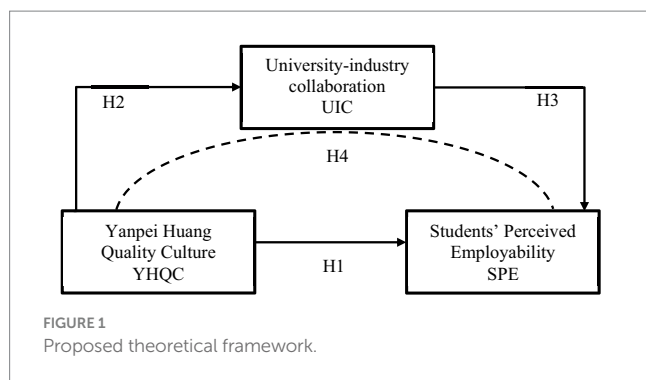 University-industry
collaboration
UIC
H2
H3
H4
Yanpei Huang
Quality Culture
YHQC
H1
Students' Perceived
Employability
SPE
FIGURE 1
Proposed theoretical framework.